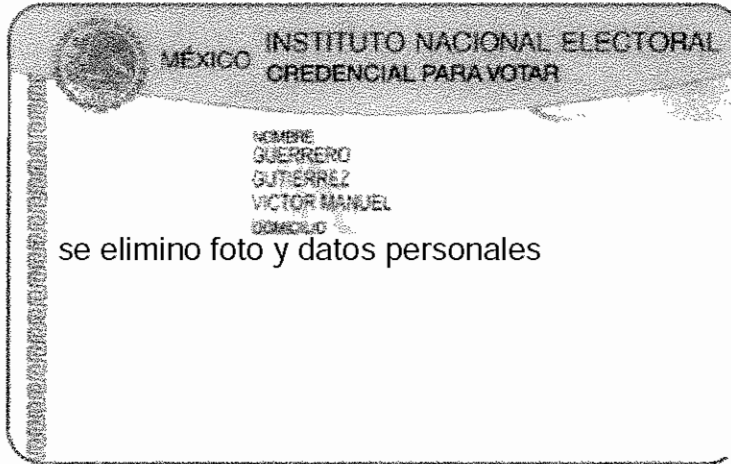 MÉXICO
INSTITUTO NACIONAL ELECTORAL
CREDENCIAL PARA VOTAR
NOMBRE
GUERRERO
GUTIERREZ
VICTOR MANUEL
DOMICILIO
se elimino foto y datos personales